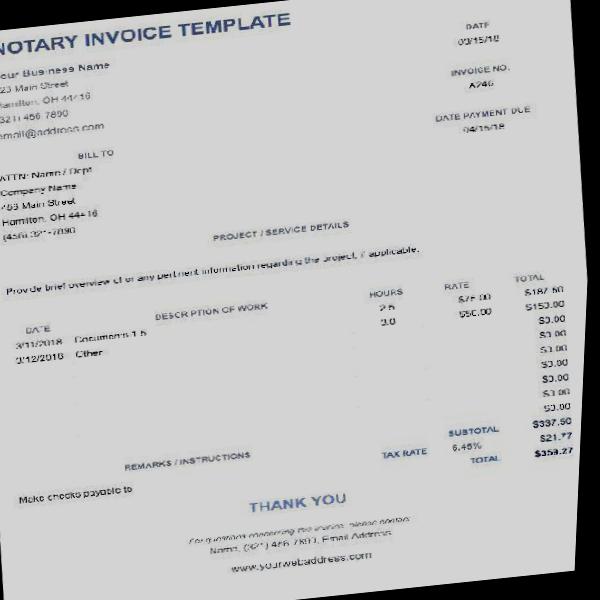 NOTARY INVOICE TEMPLATE
DATE
03/15/18
Your Business Name
123 Main Street
Hamilton, OH 44416
(321) 456 7890
email@address.com
INVOICE NO.
A246
DATE PAYMENT DUE
04/15/18
BILL TO
ATTN: Name / Dept
Company Name
456 Main Street
Hamilton, OH 44416
(456) 321-7890
PROJECT / SERVICE DETAILS
Provide brief overview of or any pertinent information regarding the project, if applicable.
DATE DESCRIPTION OF WORK HOURS RATE TOTAL
3/11/2018 Documents 1-5 2.5 $75.00 $187.50
3/12/2018 Other 3.0 $50.00 $150.00
$0.00
$0.00
$0.00
$0.00
$0.00
$0.00
$0.00
SUBTOTAL $337.50
TAX RATE 6.45% $21.77
TOTAL $359.27
REMARKS / INSTRUCTIONS
Make checks payable to
THANK YOU
For questions concerning this invoice, please contact
Name, (321) 456-7890, Email Address
www.yourwebaddress.com